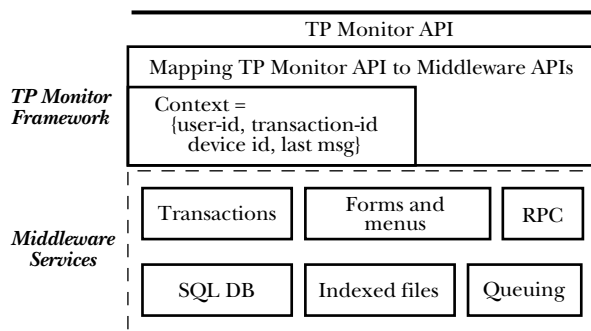 TP Monitor API
Mapping TP Monitor API to Middleware APIs
TP Monitor
Framework
Context =
{user-id, transaction-id
device id, last msg}
Middleware
Services
Transactions
Forms and
menus
RPC
SQL DB
Indexed files
Queuing